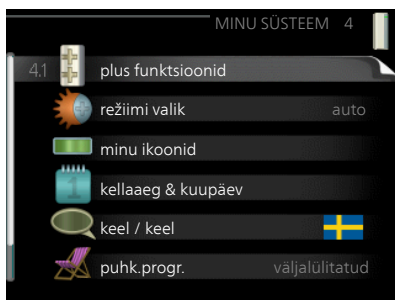 MINU SÜSTEEM 4
4.1 plus funktsioonid
režiimi valik auto
minu ikoonid
1
kellaaeg & kuupäev
keel / keel
puhk.progr. väljalülitatud